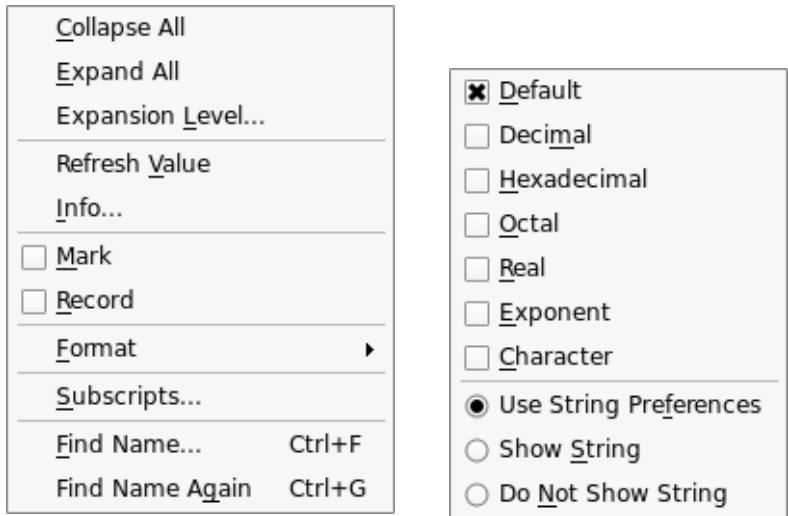 Collapse All
Expand All
Expansion Level...
Refresh Value
Info...
Mark
Record
Format
Subscripts...
Find Name... Ctrl+F
Find Name Again Ctrl+G
Default
Decimal
Hexadecimal
Octal
Real
Exponent
Character
Use String Preferences
Show String
Do Not Show String